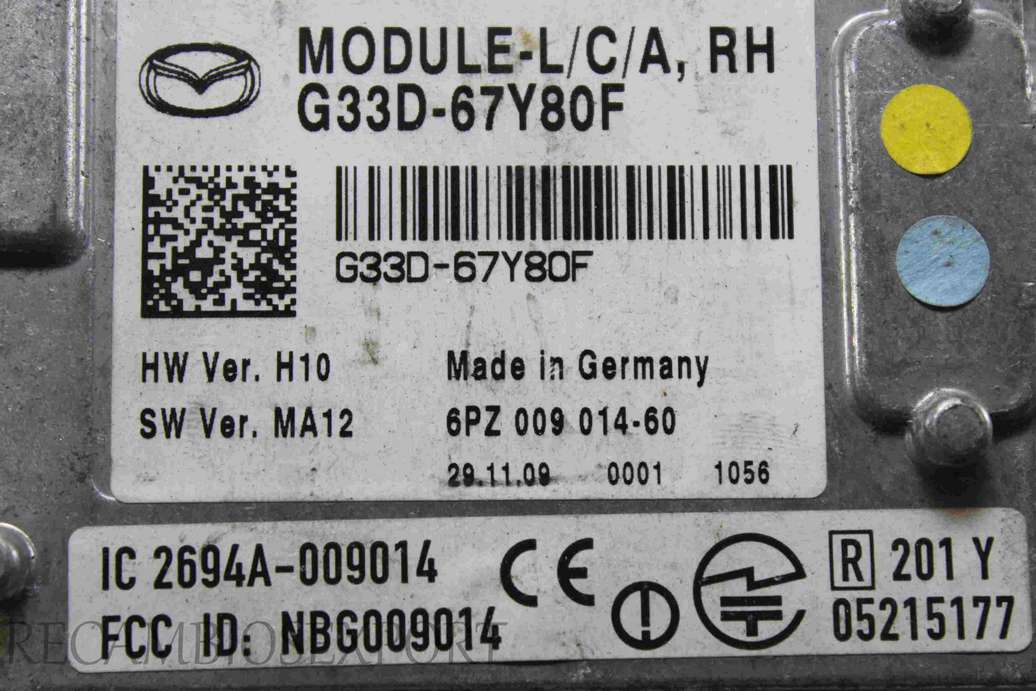 MODULE-L/C/A, RH
G33D-67Y80F
G33D-67Y80F
HW Ver. H10
Made in Germany
SW Ver. MA12
6PZ 009 014-60
29.11.09 0001 1056
IC 2694A-009014
CE
R 201 Y
FCC ID: NBG009014
05215177
RECAMBIOSEXPORT